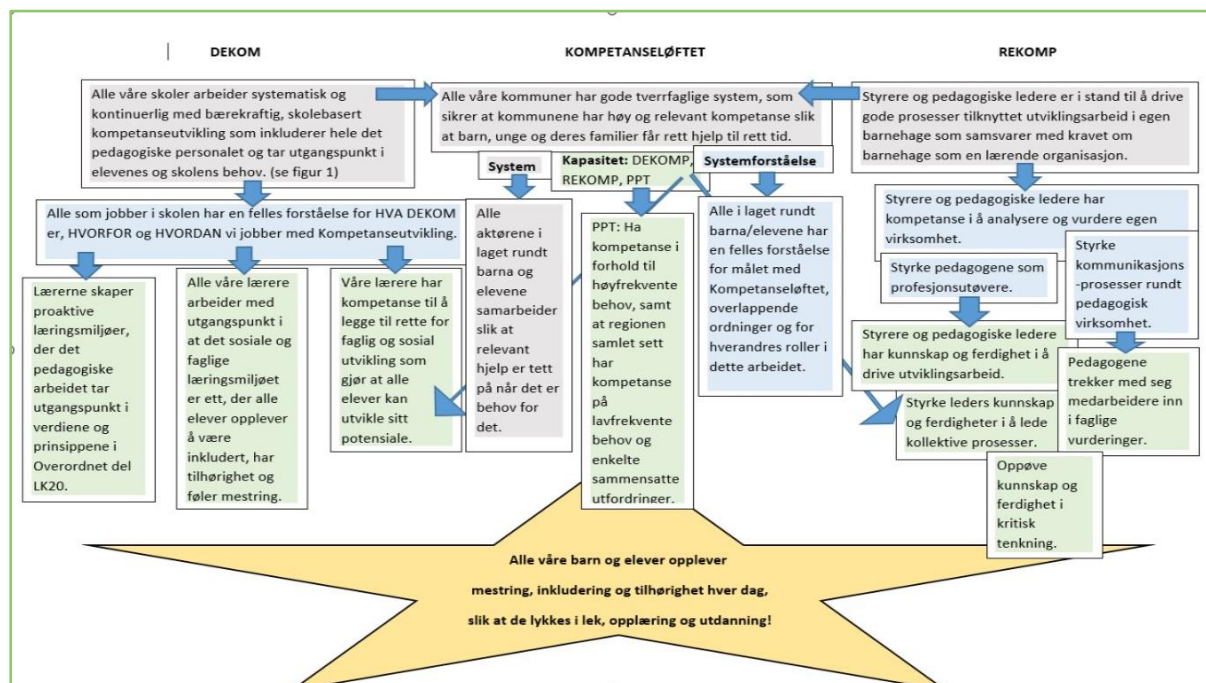 DEKOM
KOMPETANSELØFTET
REKOMP
Alle våre skoler arbeider systematisk og
kontinuerlig med bærekraftig, skolebasert
kompetanseutvikling som inkluderer hele det
pedagogiske personalet og tar utgangspunkt i
elevenes og skolens behov. (se figur 1)
Alle som jobber i skolen har en felles forståelse for HVA DEKOM
er, HVORFOR og HVORDAN vi jobber med Kompetanseutvikling.
Lærerne skaper
proaktive
læringsmiljøer,
der det
pedagogiske
arbeidet tar
utgangspunkt i
verdiene og
prinsippene i
Overordnet del
LK20.
Alle våre lærere
arbeider med
utgangspunkt i
at det sosiale og
faglige
læringsmiljøet
er ett, der alle
elever opplever
å være
inkludert, har
tilhørighet og
føler mestring.
Våre lærere har
kompetanse til å
legge til rette for
faglig og sosial
utvikling som
gjør at alle
elever kan
utvikle sitt
potensiale.
Alle våre kommuner har gode tverrfaglige system, som
sikrer at kommunene har høy og relevant kompetanse slik
at barn, unge og deres familier får rett hjelp til rett tid.
System
Kapasitet: DEKOMP,
REKOMP, PPT
Systemforståelse
Alle
aktørene i
laget rundt
barna og
elevene
samarbeider
slik at
relevant
hjelp er tett
på når det er
behov for
det.
PPT: Ha
kompetanse i
forhold til
høyfrekvente
behov, samt
at regionen
samlet sett
har
kompetanse
på
lavfrekvente
behov og
enkelte
sammensatte
utfordringer.
Alle i laget rundt
barna/elevene har
en felles forståelse
for målet med
Kompetanseløftet,
overlappende
ordninger og for
hverandres roller i
dette arbeidet.
Styrere og pedagogiske ledere er i stand til å drive
gode prosesser tilknyttet utviklingsarbeid i egen
barnehage som samsvarer med kravet om
barnehage som en lærende organisasjon.
Styrere og pedagogiske ledere har
kompetanse i å analysere og vurdere egen
virksomhet.
Styrke pedagogene som
profesjonsutøvere.
Styrke
kommunikasjons
-prosesser rundt
pedagogisk
virksomhet.
Styrere og pedagogiske ledere
har kunnskap og ferdighet i å
drive utviklingsarbeid.
Styrke leders kunnskap
og ferdigheter i å lede
kollektive prosesser.
Pedagogene
trekker med seg
medarbeidere inn
i faglige
vurderinger.
Oppøve
kunnskap og
ferdighet i
kritisk
tenkning.
Alle våre barn og elever opplever
mestring, inkludering og tilhørighet hver dag,
slik at de lykkes i lek, opplæring og utdanning!